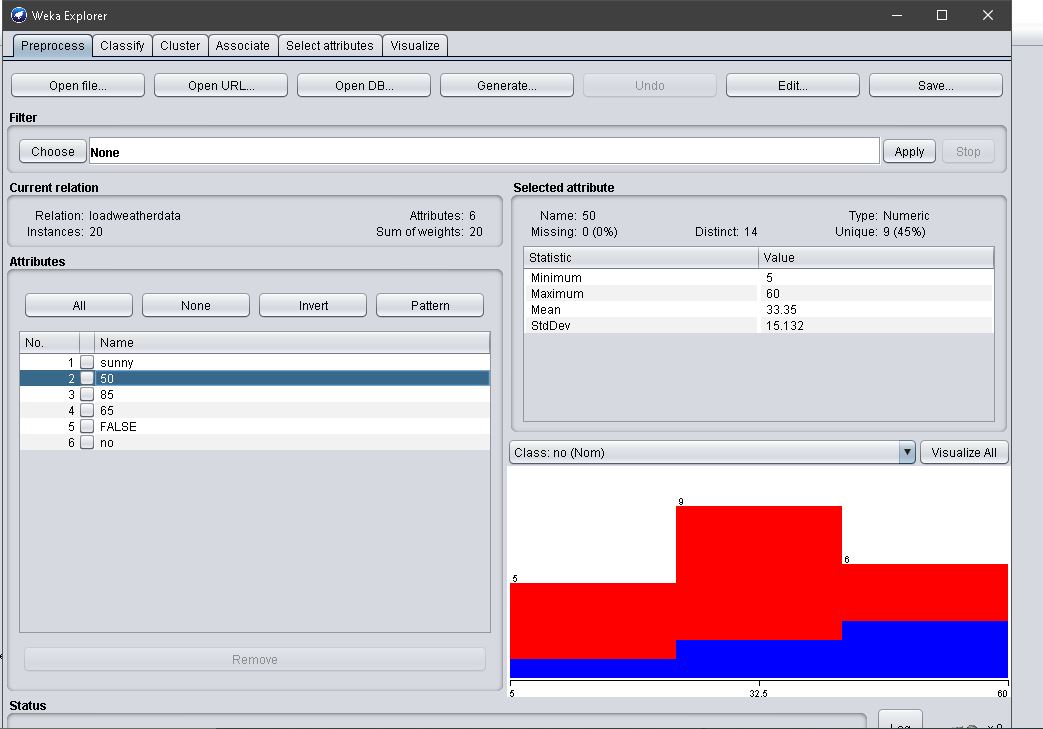 Weka Explorer
Preprocess Classify Cluster Associate Select attributes Visualize
Open file... Open URL... Open DB... Generate... Undo Edit... Save...
Filter
Choose None Apply Stop
Current relation
Relation: loadweatherdata Attributes: 6
Instances: 20 Sum of weights: 20
Attributes
All None Invert Pattern
No. Name
1 sunny
2 50
3 85
4 65
5 FALSE
6 no
Remove
Selected attribute
Name: 50 Type: Numeric
Missing: 0 (0%) Distinct: 14 Unique: 9 (45%)
Statistic Value
Minimum 5
Maximum 60
Mean 33.35
StdDev 15.132
Class: no (Nom) Visualize All
9
6
5
5 32.5 60
Status
Log x 0